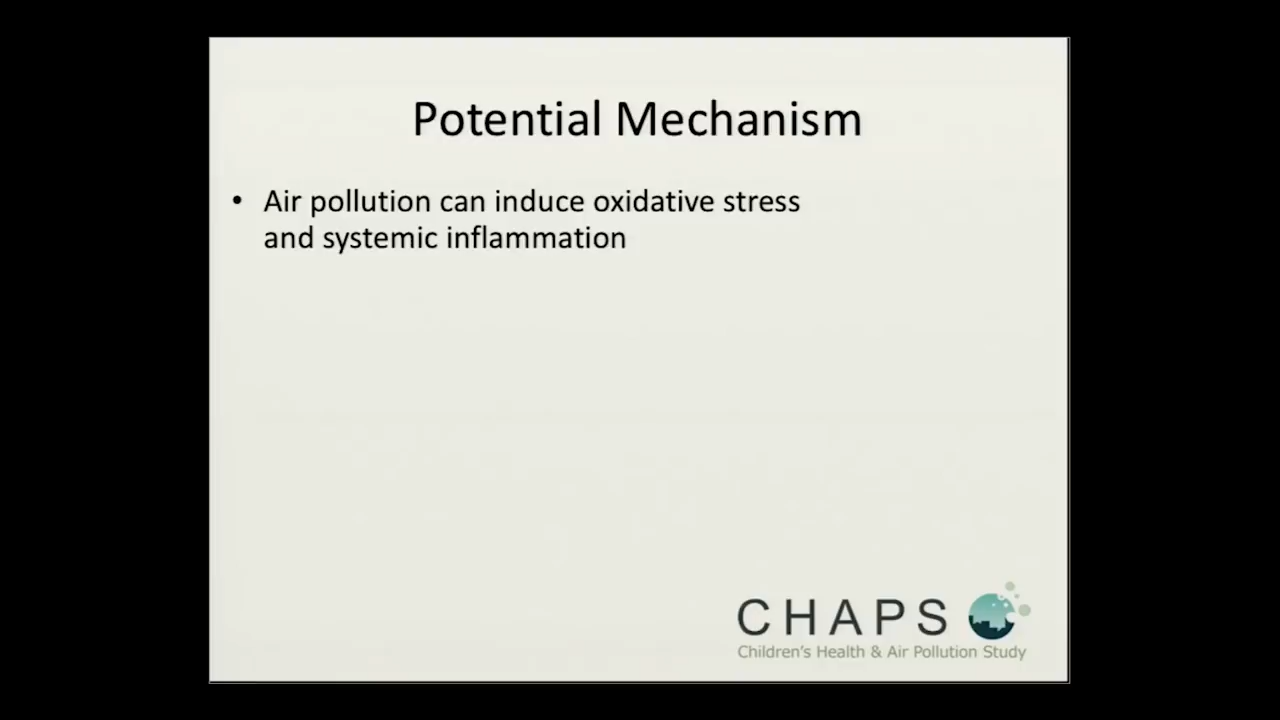 Potential Mechanism
• Air pollution can induce oxidative stress
and systemic inflammation
CHAPS
Children's Health & Air Pollution Study